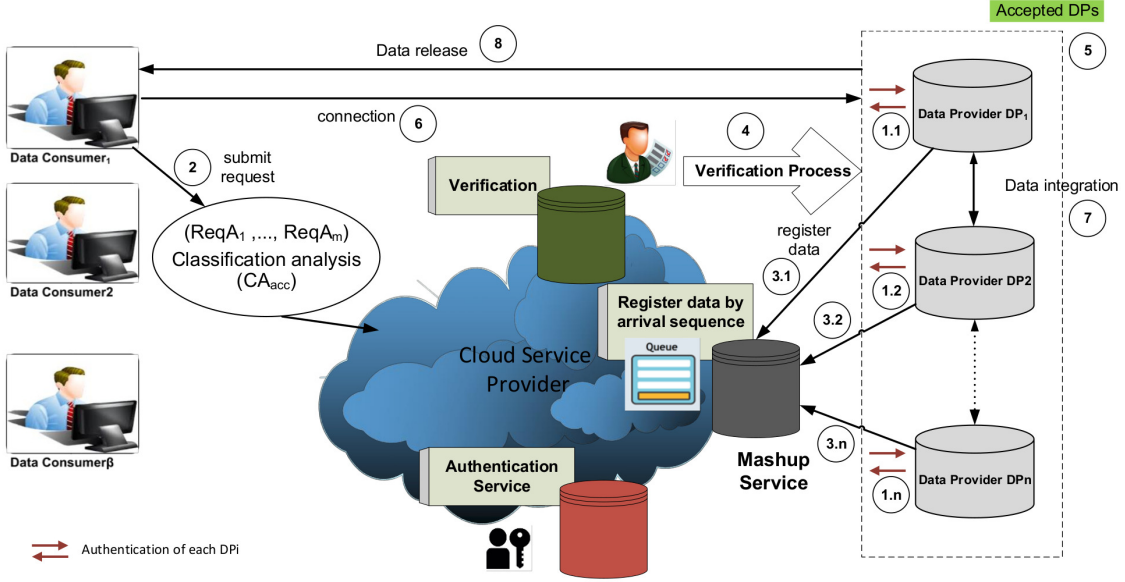 Accepted DPs
Data release
8
5
connection
6
4
1.1
Data Provider DP₁
Data Consumer₁
2
submit
request
Verification
Verification Process
Data integration
7
(ReqA₁ ,..., ReqAₘ)
Classification analysis
(CAacc)
register
data
3.1
1.2
Data Provider DP2
Data Consumer2
Register data by
arrival sequence
3.2
Queue
Cloud Service
Provider
3.n
Data Consumerβ
Authentication
Service
Mashup
Service
1.n
Data Provider DPn
Authentication of each DPi